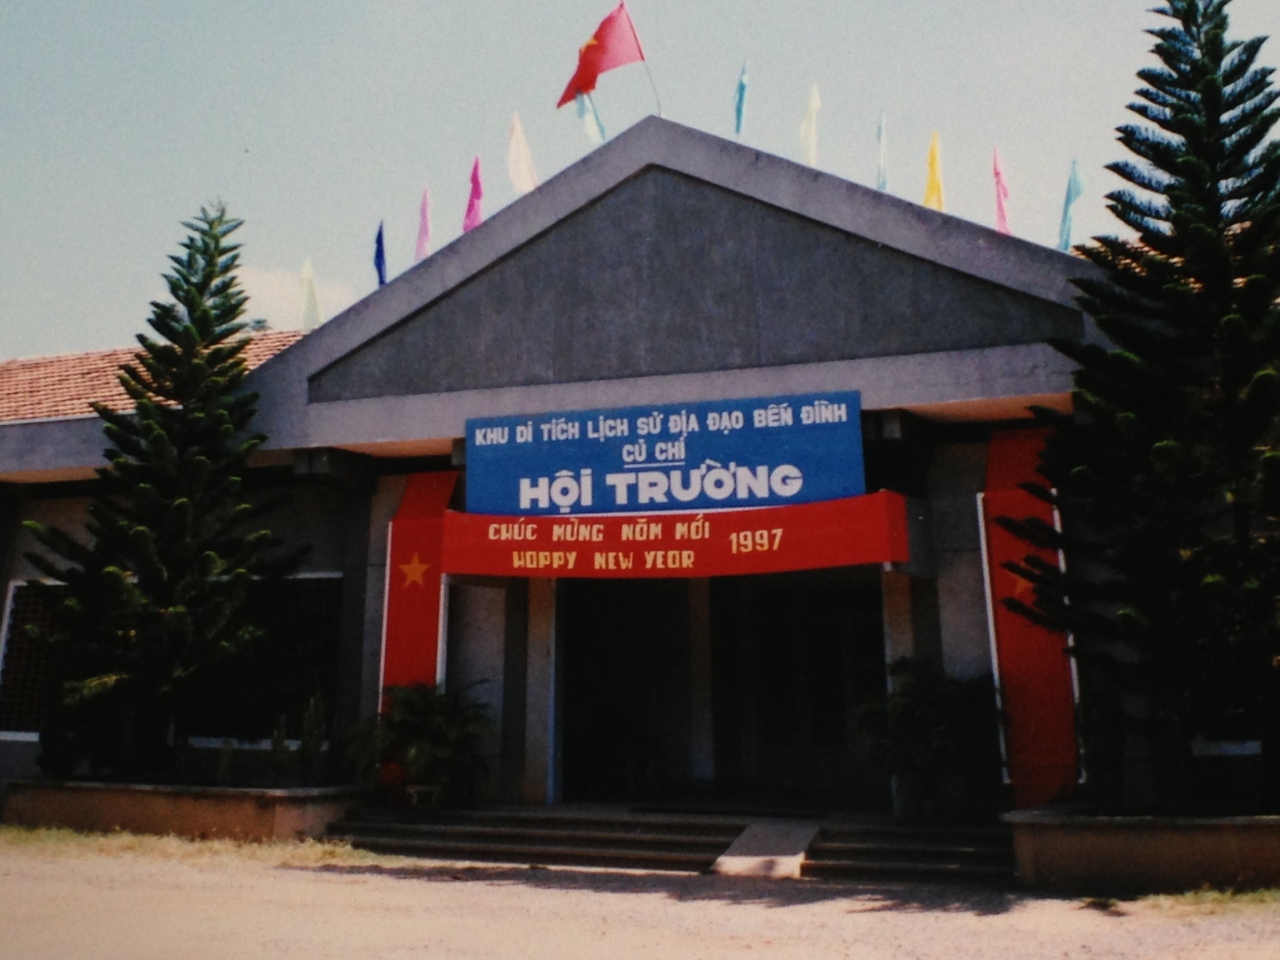 KHU DI TÍCH LỊCH SỬ ĐỊA ĐẠO BẾN ĐÌNH
CỦ CHI
HỘI TRƯỜNG
CHÚC MỪNG NĂM MỚI 1997
HAPPY NEW YEAR